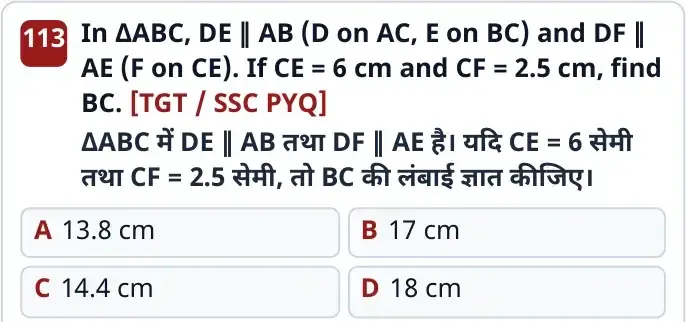 113 In ΔABC, DE ∥ AB (D on AC, E on BC) and DF ∥
AE (F on CE). If CE = 6 cm and CF = 2.5 cm, find
BC. [TGT / SSC PYQ]
ΔABC में DE ∥ AB तथा DF ∥ AE है। यदि CE = 6 सेमी
तथा CF = 2.5 सेमी, तो BC की लंबाई ज्ञात कीजिए।
A 13.8 cm
B 17 cm
C 14.4 cm
D 18 cm